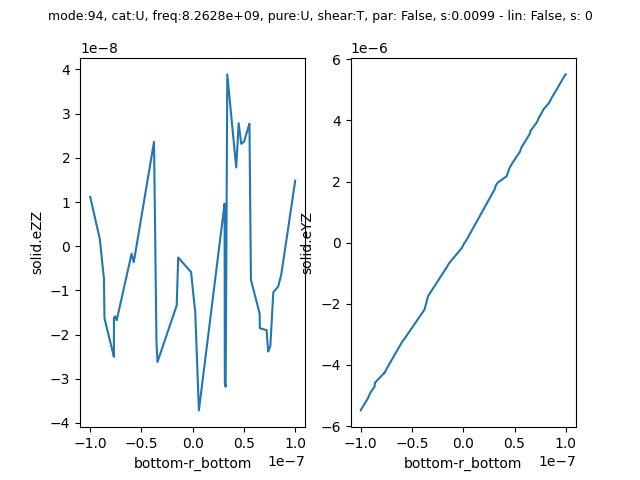 mode:94, cat:U, freq:8.2628e+09, pure:U, shear:T, par: False, s:0.0099 - lin: False, s: 0
1e−8
4
3
2
1
0
−1
−2
−3
−4
solid.eZZ
−1.0 −0.5 0.0 0.5 1.0
bottom-r_bottom 1e−7
1e−6
6
4
2
0
−2
−4
−6
solid.eYZ
−1.0 −0.5 0.0 0.5 1.0
bottom-r_bottom 1e−7